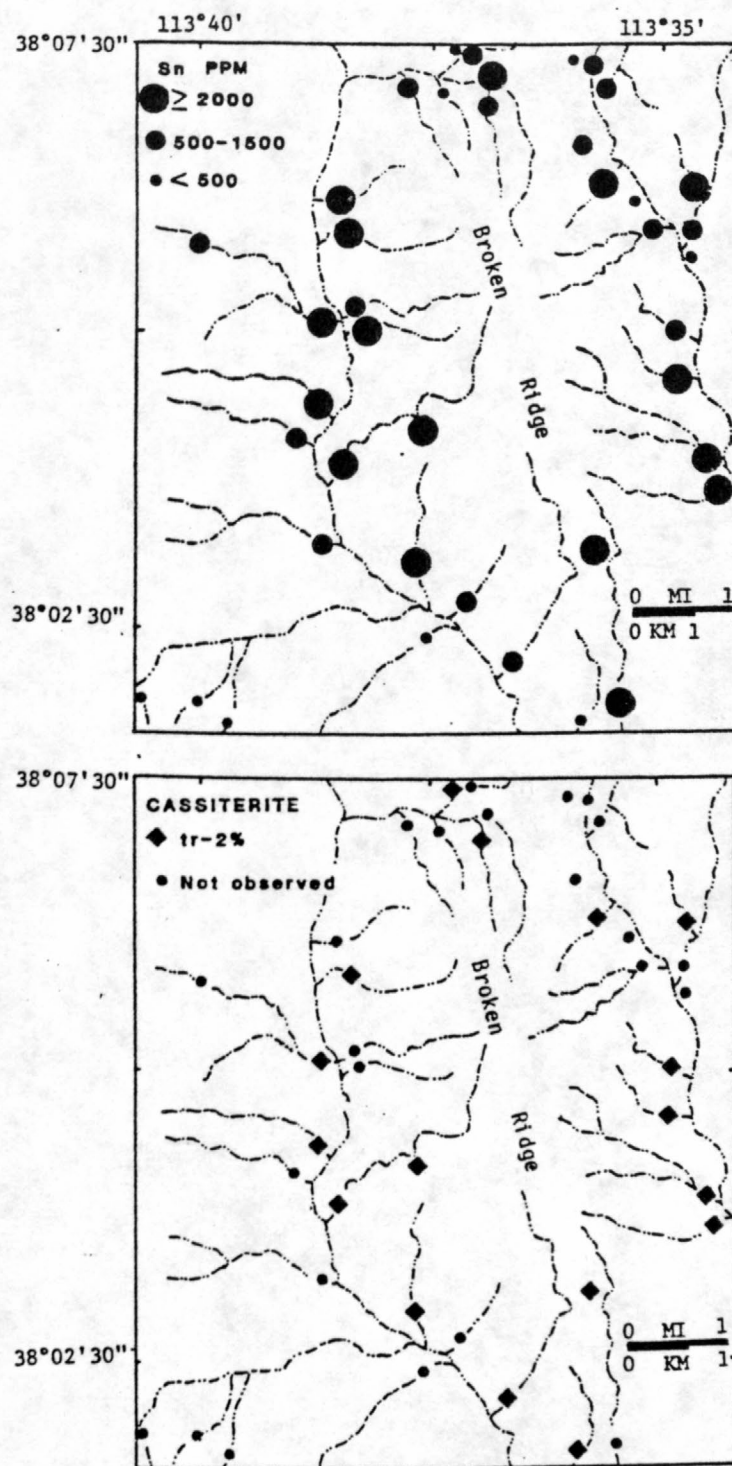 113°40' 113°35'
38°07'30"
Sn PPM
≥ 2000
500-1500
< 500
Broken
Ridge
0 MI 1
0 KM 1
38°02'30"
38°07'30"
CASSITERITE
tr-2%
Not observed
Broken
Ridge
0 MI 1
0 KM 1
38°02'30"